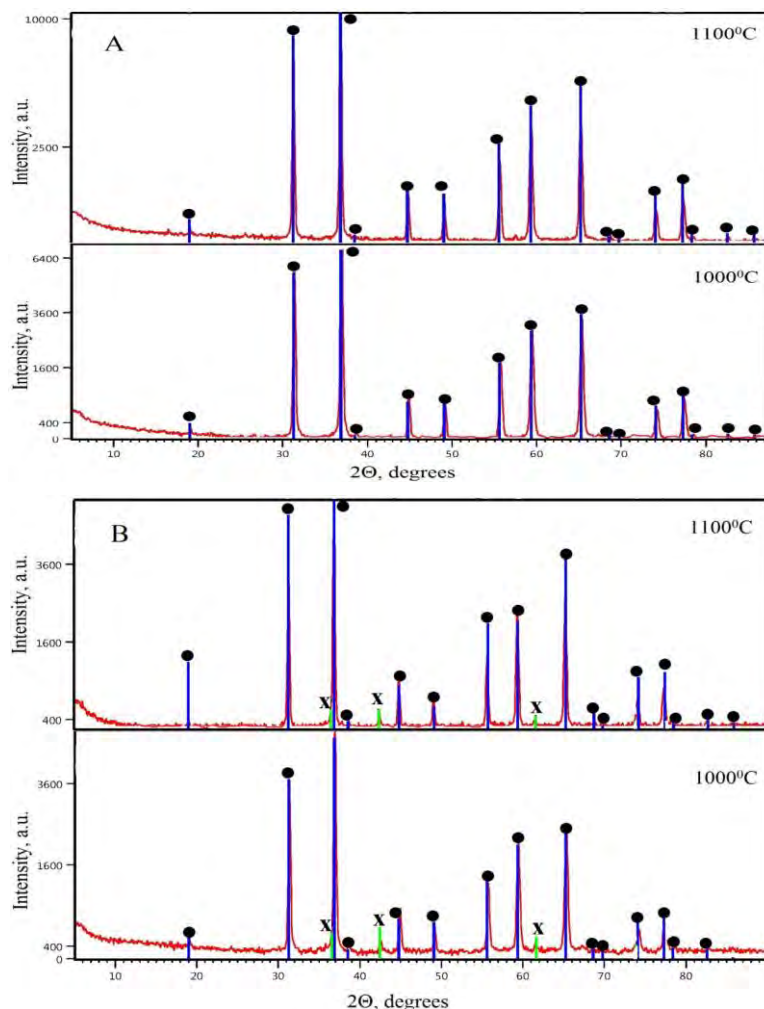 A
1100⁰C
Intensity, a.u.
10000
2500
1000⁰C
Intensity, a.u.
6400
3600
1600
400
0
10 20 30 40 50 60 70 80
2Θ, degrees
B
1100⁰C
Intensity, a.u.
3600
1600
400
x x x
1000⁰C
Intensity, a.u.
3600
1600
400
0
x x x
10 20 30 40 50 60 70 80
2Θ, degrees